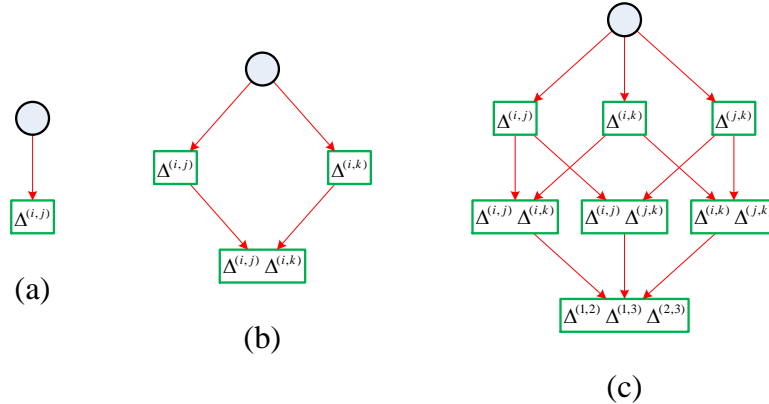 Δ^(i,j)
(a)
Δ^(i,j)
Δ^(i,k)
Δ^(i,j) Δ^(i,k)
(b)
Δ^(i,j)
Δ^(i,k)
Δ^(j,k)
Δ^(i,j) Δ^(i,k)
Δ^(i,j) Δ^(j,k)
Δ^(i,k) Δ^(j,k
Δ^(1,2) Δ^(1,3) Δ^(2,3)
(c)